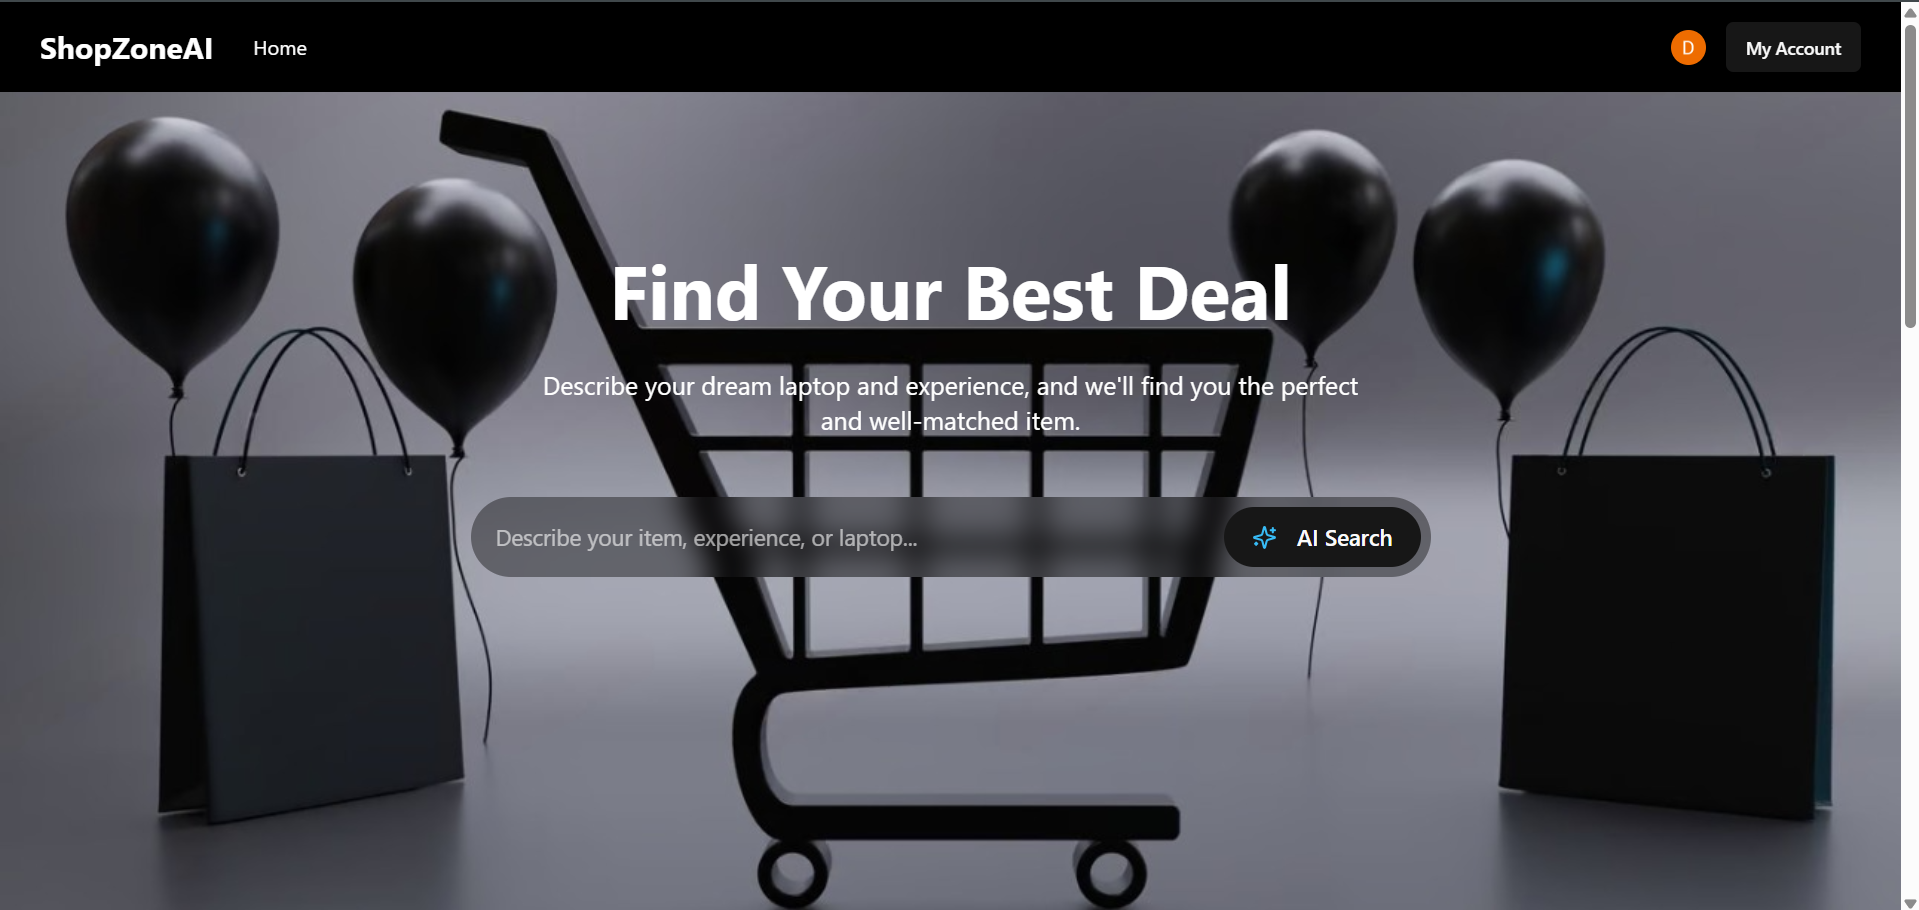 ShopZoneAI
Home
D
My Account
Find Your Best Deal
Describe your dream laptop and experience, and we'll find you the perfect
and well-matched item.
Describe your item, experience, or laptop...
AI Search